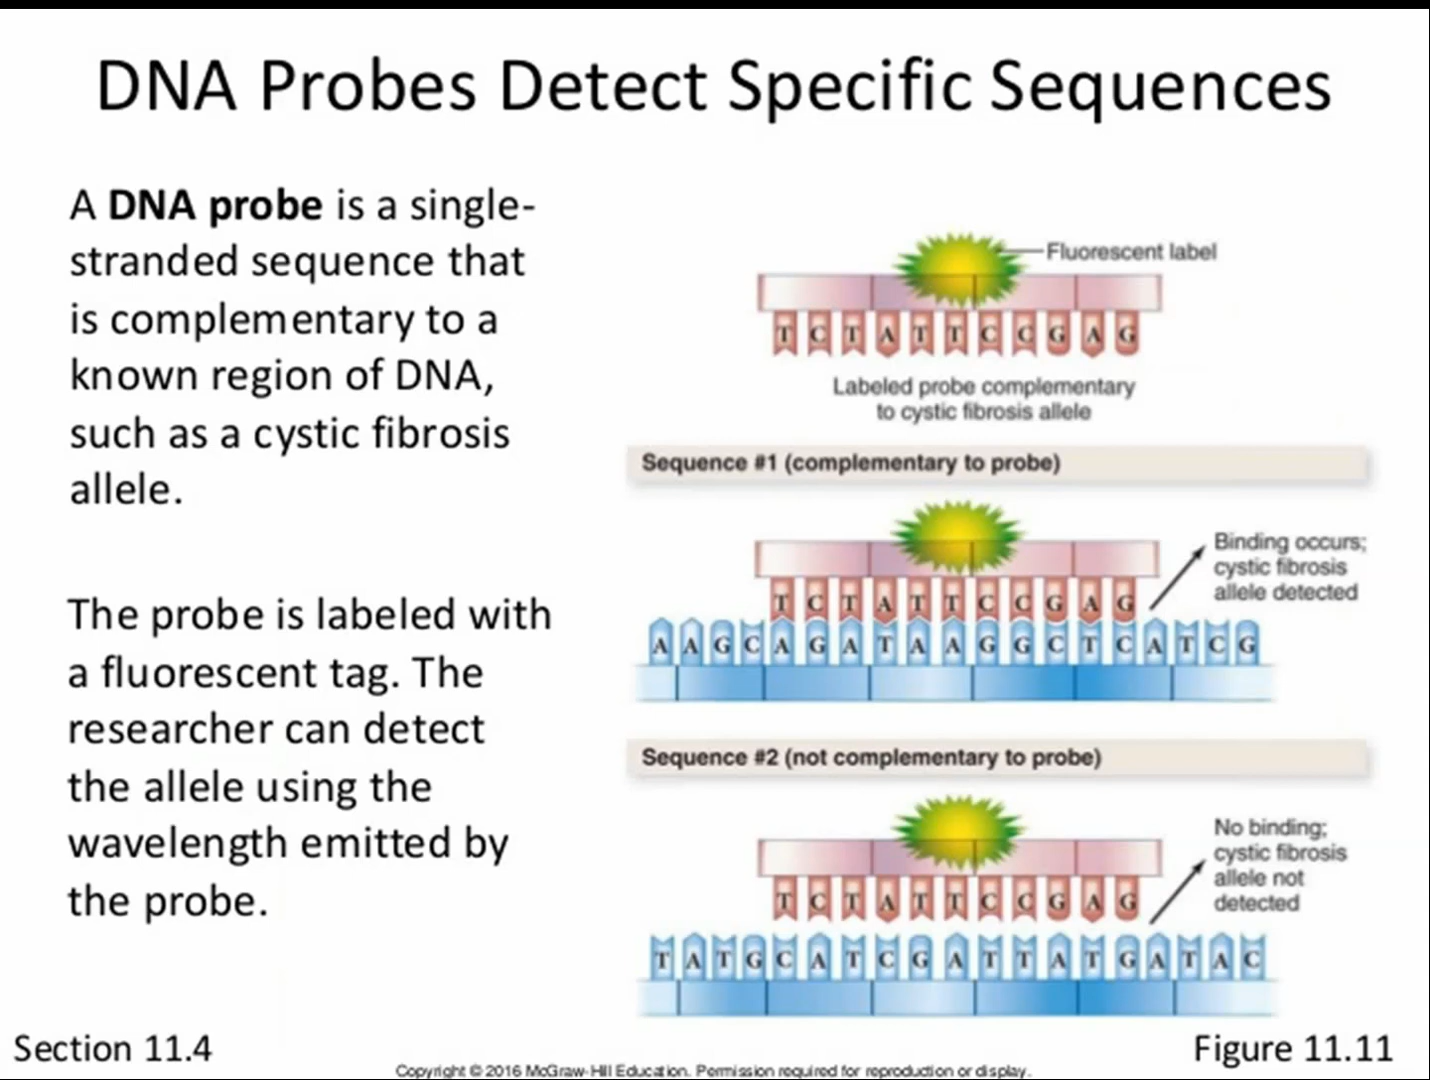 DNA Probes Detect Specific Sequences
A DNA probe is a single-
stranded sequence that
is complementary to a
known region of DNA,
such as a cystic fibrosis
allele.
The probe is labeled with
a fluorescent tag. The
researcher can detect
the allele using the
wavelength emitted by
the probe.
Fluorescent label
T C T A T T C C G A G
Labeled probe complementary
to cystic fibrosis allele
Sequence #1 (complementary to probe)
Binding occurs;
cystic fibrosis
allele detected
T C T A T T C C G A G
A A G C A G A T A A G G C T C A T C G
Sequence #2 (not complementary to probe)
No binding;
cystic fibrosis
allele not
detected
T C T A T T C C G A G
T A T G C A T C G A T T A T G A T A C
Section 11.4
Figure 11.11
Copyright © 2016 McGraw-Hill Education. Permission required for reproduction or display.